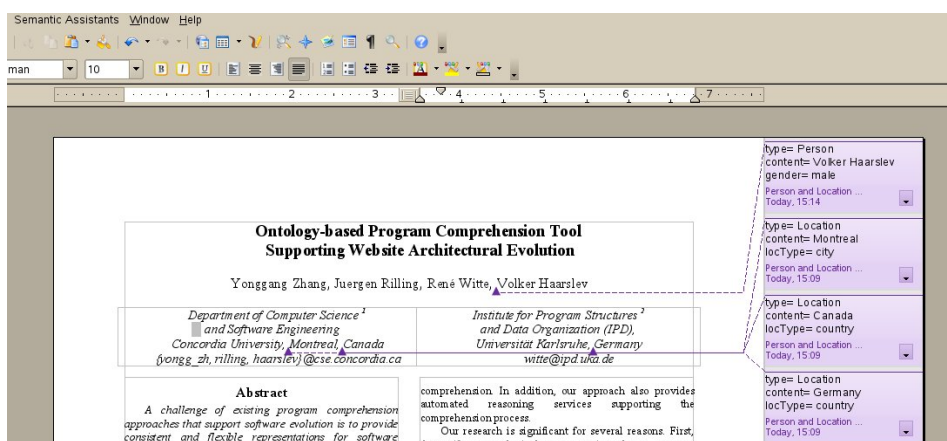 Semantic Assistants Window Help
man 10
1 2 3 4 5 6 7
Ontology-based Program Comprehension Tool
Supporting Website Architectural Evolution
Yonggang Zhang, Juergen Rilling, René Witte, Volker Haarslev
Department of Computer Science 1
and Software Engineering
Concordia University, Montreal, Canada
{yongg_zh, rilling, haarslev}@cse.concordia.ca
Institute for Program Structures 2
and Data Organization (IPD),
Universität Karlsruhe, Germany
witte@ipd.uka.de
Abstract
A challenge of existing program comprehension
approaches that support software evolution is to provide
consistent and flexible representations for software
comprehension. In addition, our approach also provides
automated reasoning services supporting the
comprehension process.
Our research is significant for several reasons. First,
type= Person
content= Volker Haarslev
gender= male
Person and Location ...
Today, 15:14
type= Location
content= Montreal
locType= city
Person and Location ...
Today, 15:09
type= Location
content= Canada
locType= country
Person and Location ...
Today, 15:09
type= Location
content= Germany
locType= country
Person and Location ...
Today, 15:09